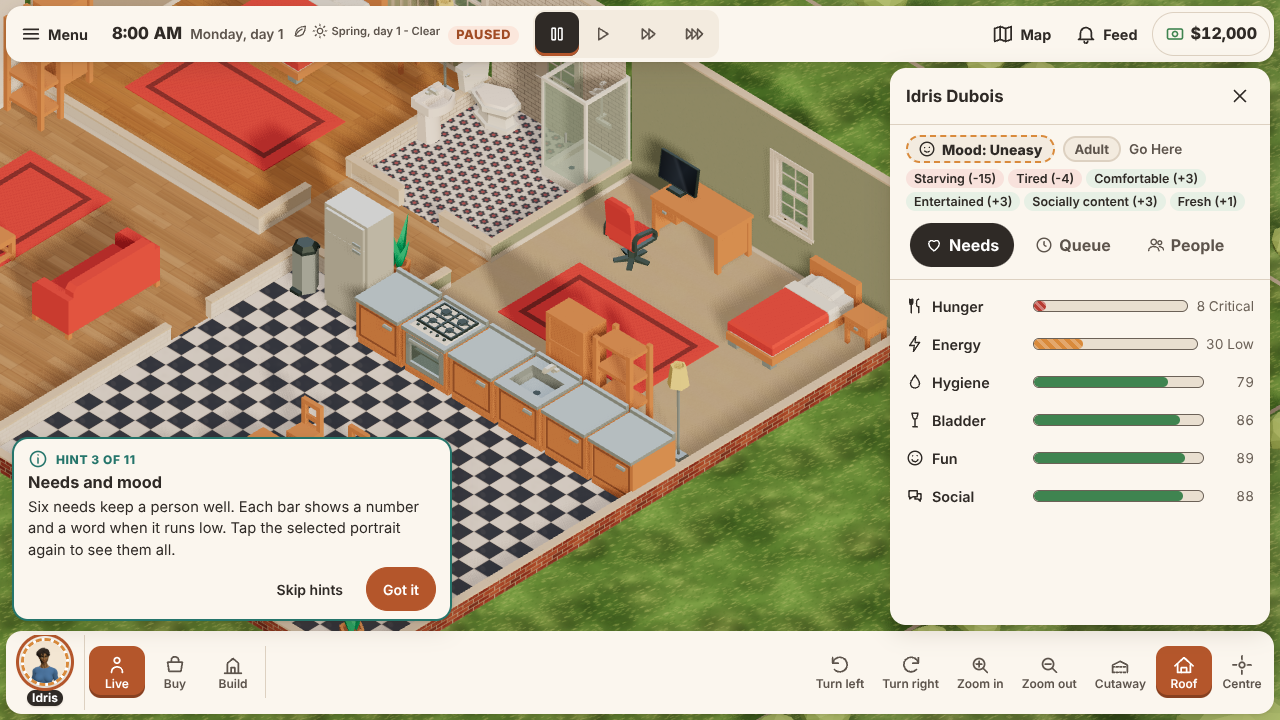 Menu
8:00 AM Monday, day 1 Spring, day 1 - Clear PAUSED
Map
Feed
$12,000
Idris Dubois
Mood: Uneasy
Adult
Go Here
Starving (-15) Tired (-4) Comfortable (+3)
Entertained (+3) Socially content (+3) Fresh (+1)
Needs
Queue
People
Hunger 8 Critical
Energy 30 Low
Hygiene 79
Bladder 86
Fun 89
Social 88
HINT 3 OF 11
Needs and mood
Six needs keep a person well. Each bar shows a number
and a word when it runs low. Tap the selected portrait
again to see them all.
Skip hints
Got it
Idris
Live
Buy
Build
Turn left
Turn right
Zoom in
Zoom out
Cutaway
Roof
Centre